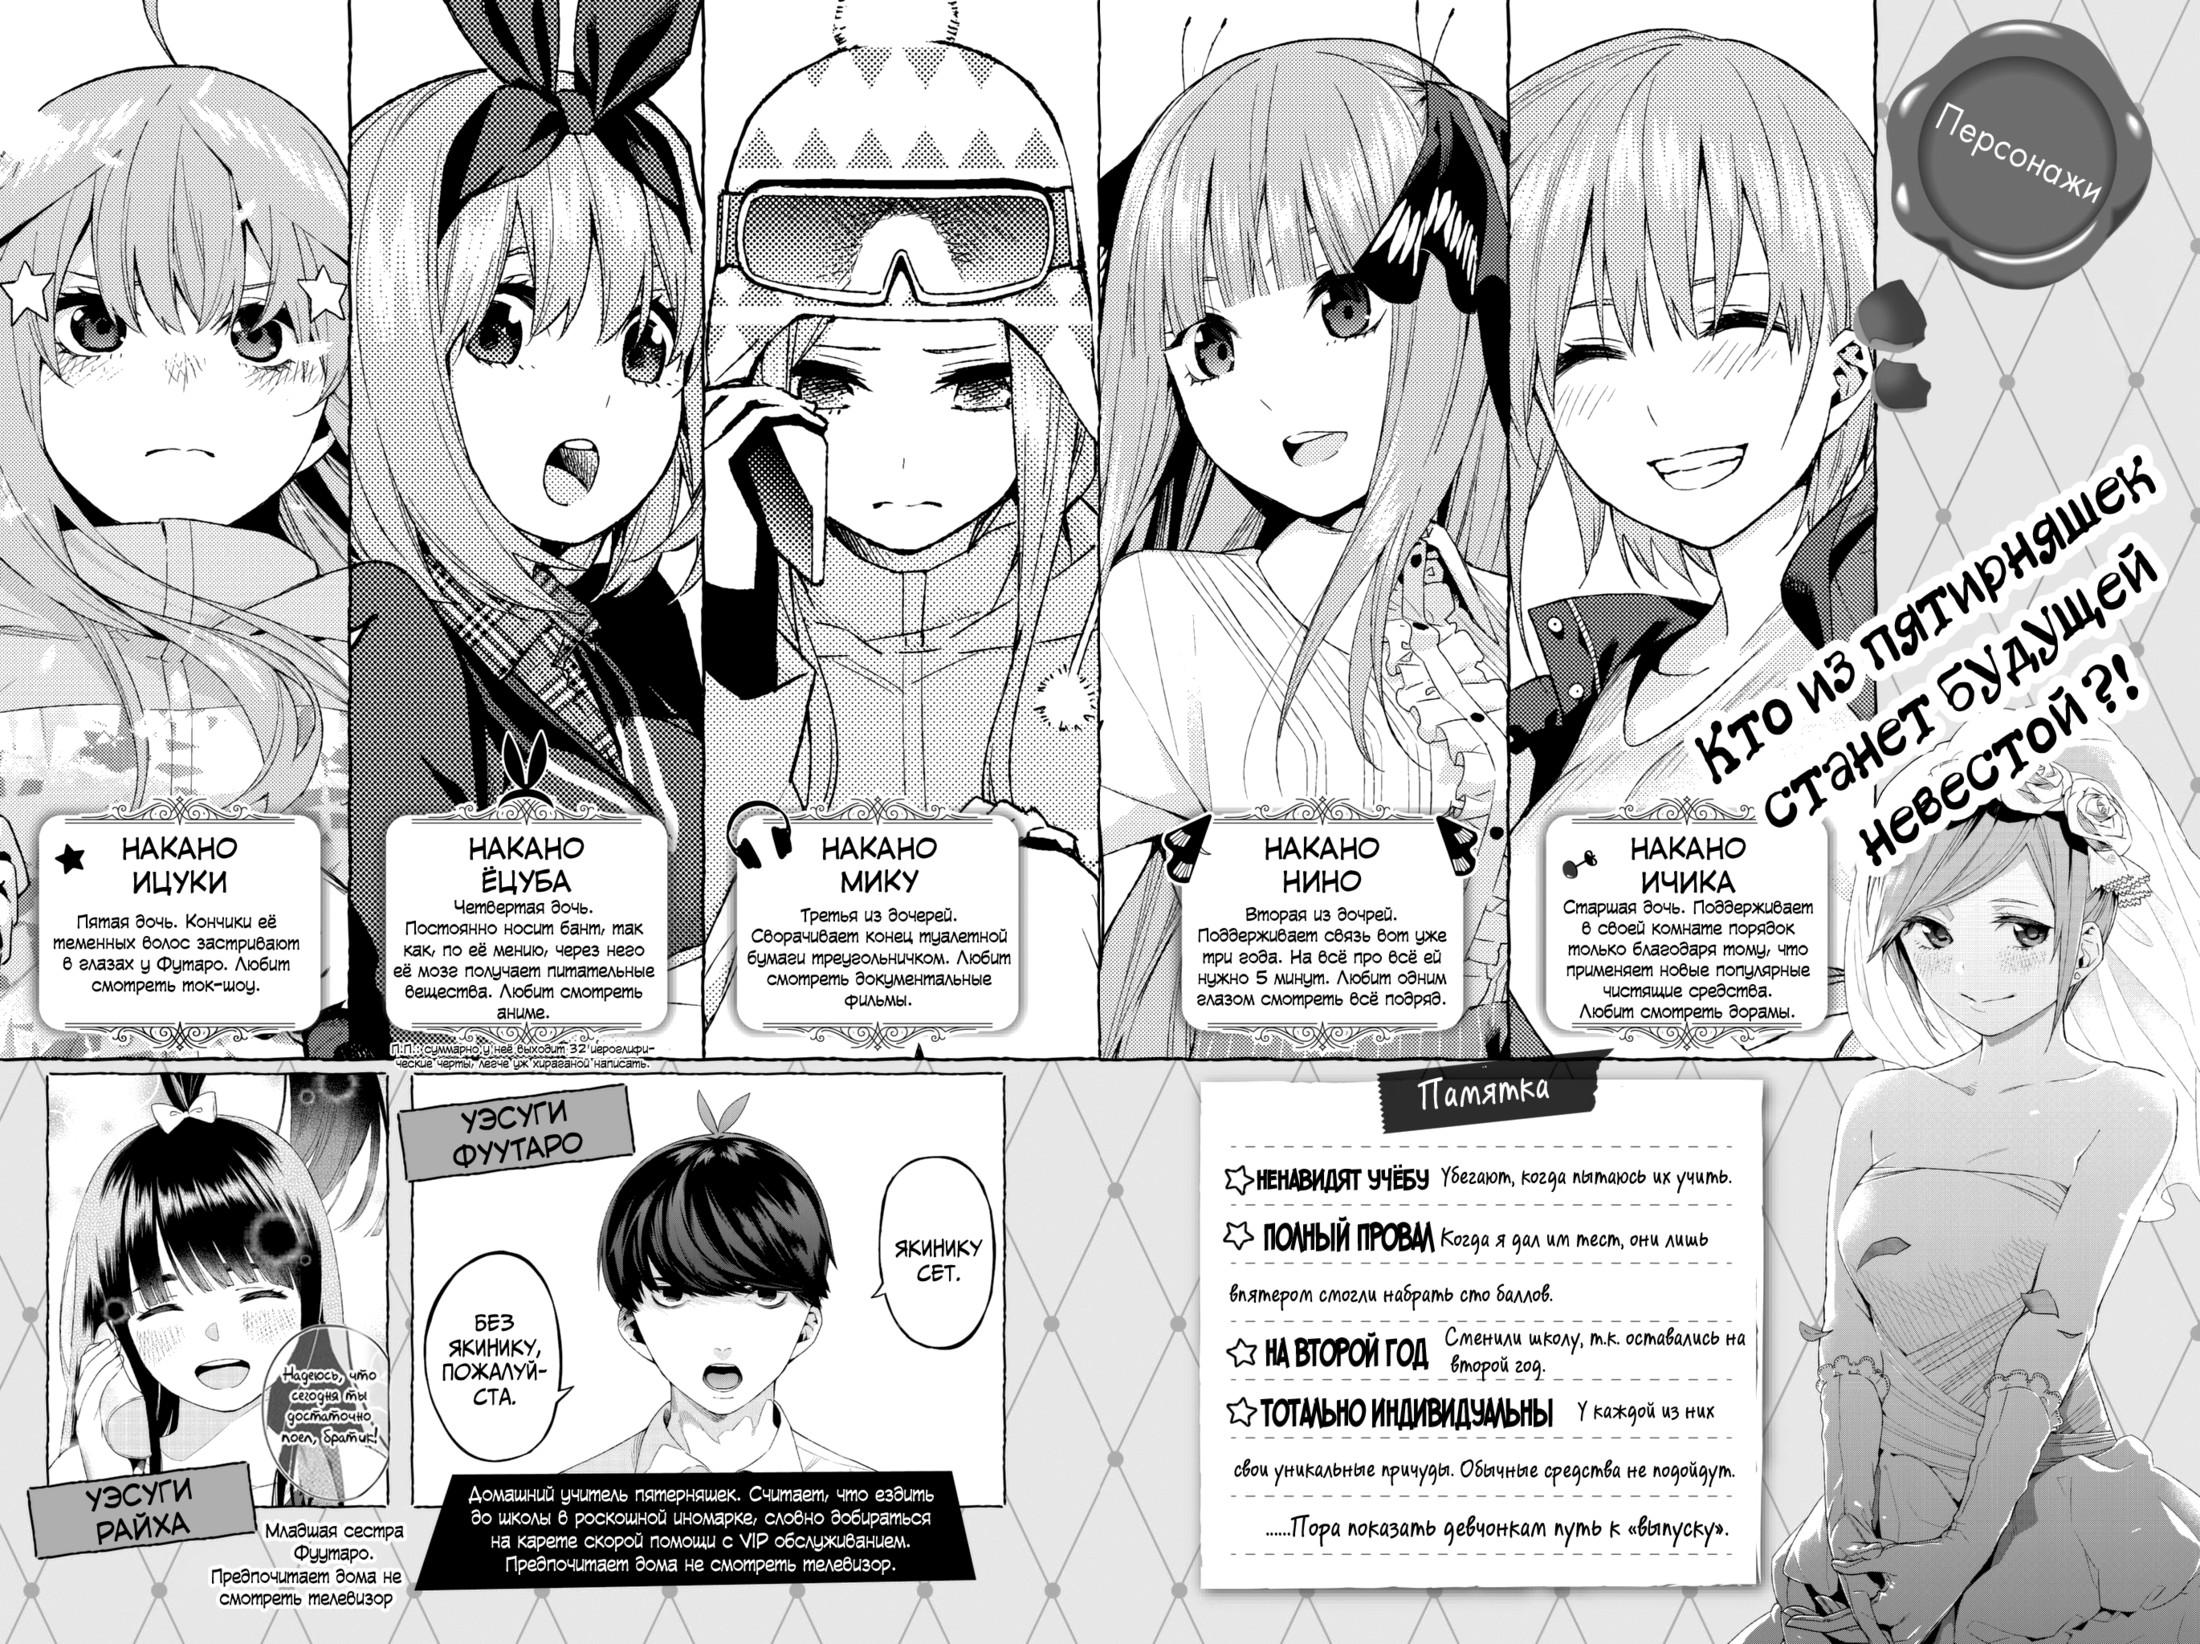 Персонажи
Кто из пятирняшек
станет будущей
невестой?!
НАКАНО
ИЧИКА
Старшая дочь. Поддерживает
в своей комнате порядок
только благодаря тому, что
применяет новые популярные
чистящие средства.
Любит смотреть дорамы.
НАКАНО
НИНО
Вторая из дочрей.
Поддерживает связь вот уже
три года. На всё про всё ей
нужно 5 минут. Любит одним
глазом смотреть всё подряд.
НАКАНО
МИКУ
Третья из дочерей.
Сворачивает конец туалетной
бумаги треугольничком. Любит
смотреть документальные
фильмы.
НАКАНО
ЁЦУБА
Четвертая дочь.
Постоянно носит бант, так
как, по её мению, через него
её мозг получает питательные
вещества. Любит смотреть
аниме.
П.П.: суммарно у неё выходит 32 иероглифи-
ческие черты, легче уж хираганой написать.
НАКАНО
ИЦУКИ
Пятая дочь. Кончики её
теменных волос застривают
в глазах у Футаро. Любит
смотреть ток-шоу.
Памятка
НЕНАВИДЯТ УЧЁБУ Убегают, когда пытаюсь их учить.
ПОЛНЫЙ ПРОВАЛ Когда я дал им тест, они лишь
впятером смогли набрать сто баллов.
НА ВТОРОЙ ГОД Сменили школу, т.к. оставались на
второй год.
ТОТАЛЬНО ИНДИВИДУАЛЬНЫ У каждой из них
свои уникальные причуды. Обычные средства не подойдут.
......Пора показать девчонкам путь к «выпуску».
УЭСУГИ
ФУУТАРО
ЯКИНИКУ
СЕТ.
БЕЗ
ЯКИНИКУ,
ПОЖАЛУЙ-
СТА.
Домашний учитель пятерняшек. Считает, что ездить
до школы в роскошной иномарке, словно добираться
на карете скорой помощи с VIP обслуживанием.
Предпочитает дома не смотреть телевизор.
Надеюсь, что
сегодня ты
достаточно
поел, братик!
УЭСУГИ
РАЙХА
Младшая сестра
Фуутаро.
Предпочитает дома не
смотреть телевизор